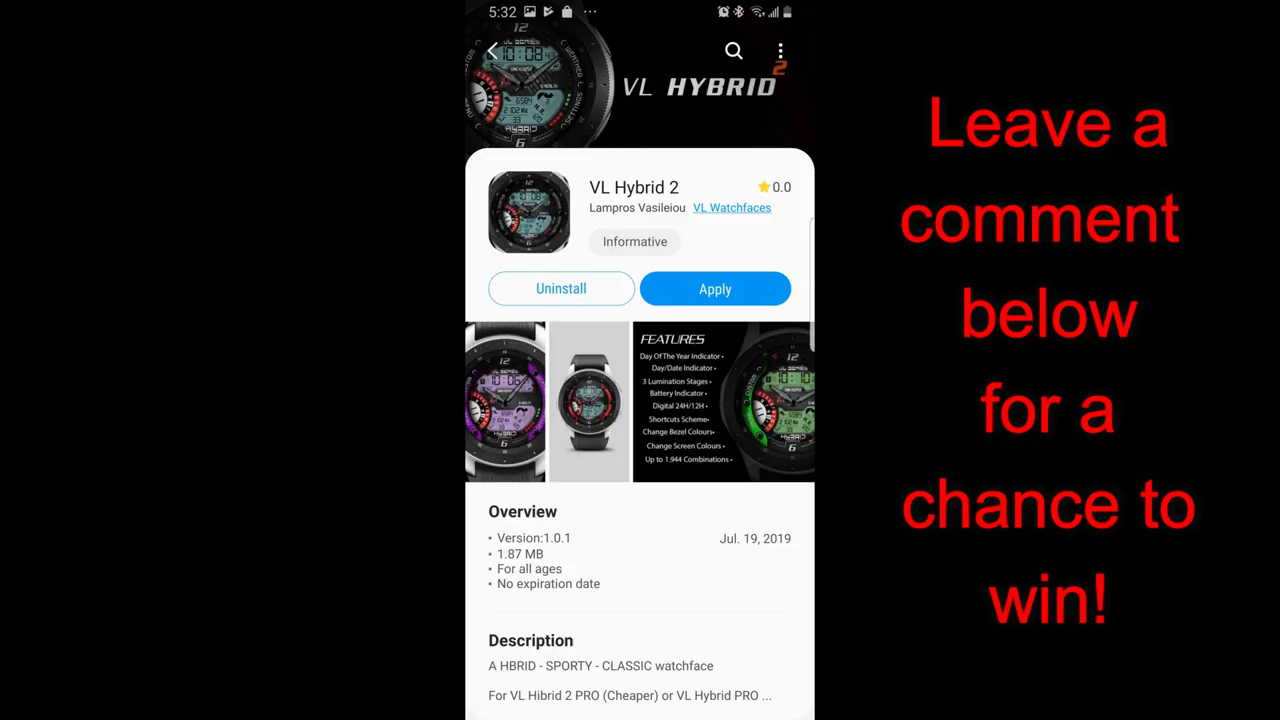 5:32
VL HYBRID 2
VL Hybrid 2
0.0
Lampros Vasileiou VL Watchfaces
Informative
Uninstall
Apply
FEATURES
Day Of The Year Indicator •
Day/Date Indicator •
3 Lumination Stages •
Battery Indicator •
Digital 24H/12H •
Shortcuts Scheme•
Change Bezel Colours•
Change Screen Colours •
Up to 1.944 Combinations •
Overview
• Version:1.0.1
Jul. 19, 2019
• 1.87 MB
• For all ages
• No expiration date
Description
A HBRID - SPORTY - CLASSIC watchface
For VL Hibrid 2 PRO (Cheaper) or VL Hybrid PRO ...
Leave a
comment
below
for a
chance to
win!